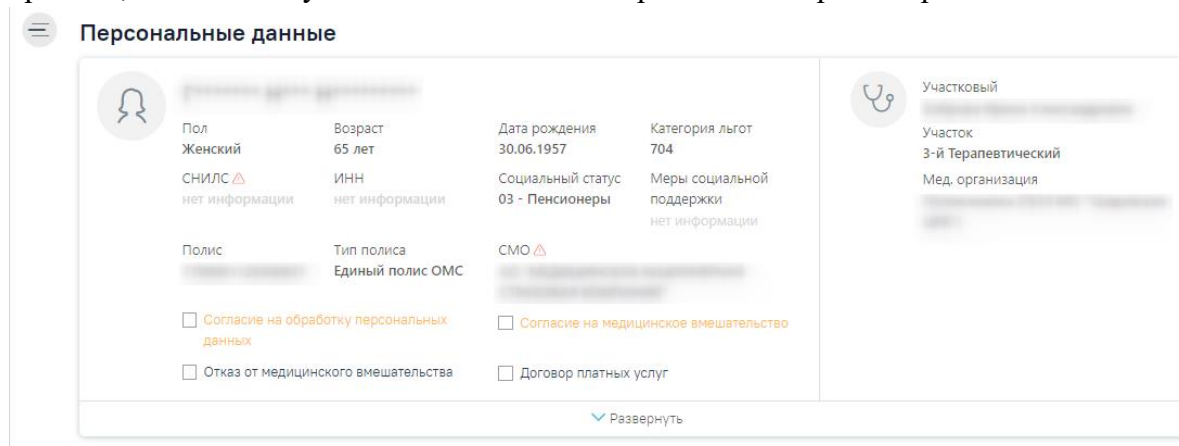 Персональные данные
Участковый
Пол Возраст Дата рождения Категория льгот
Женский 65 лет 30.06.1957 704
Участок
3-й Терапевтический
СНИЛС ИНН Социальный статус Меры социальной
поддержки
нет информации нет информации 03 - Пенсионеры
нет информации
Мед. организация
Полис Тип полиса СМО
Единый полис ОМС
Согласие на обработку персональных
данных
Согласие на медицинское вмешательство
Отказ от медицинского вмешательства Договор платных услуг
Развернуть